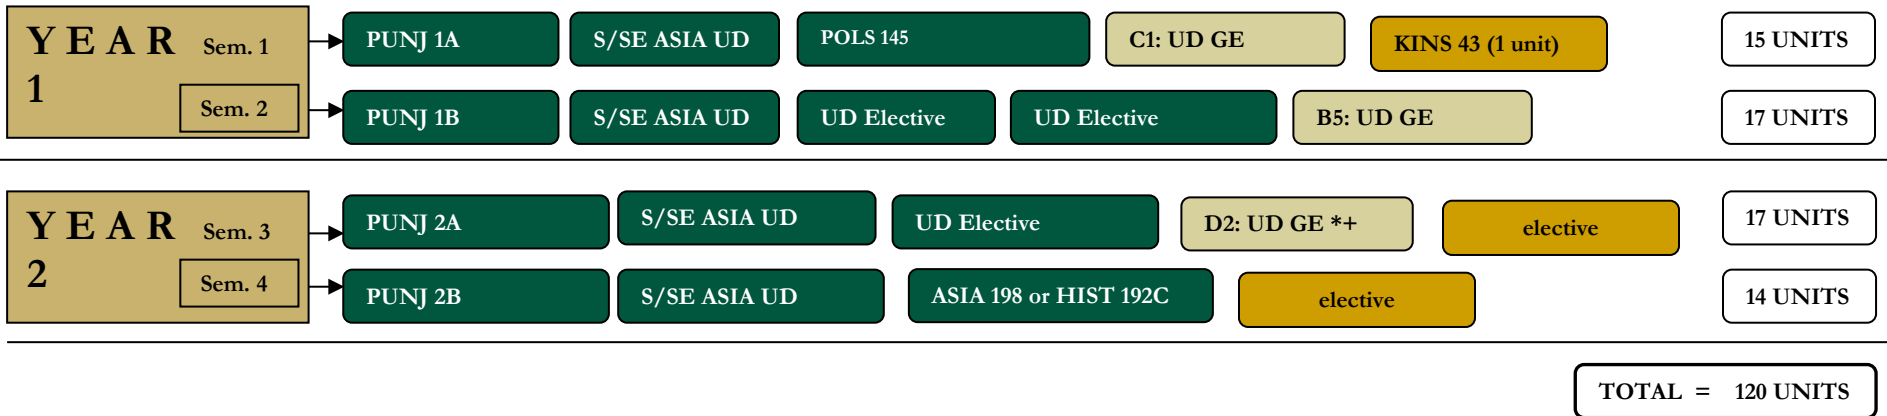 YEAR 1 Sem. 1 PUNJ 1A S/SE ASIA UD POLS 145 C1: UD GE KINS 43 (1 unit) 15 UNITS
Sem. 2 PUNJ 1B S/SE ASIA UD UD Elective UD Elective B5: UD GE 17 UNITS
YEAR 2 Sem. 3 PUNJ 2A S/SE ASIA UD UD Elective D2: UD GE *+ elective 17 UNITS
Sem. 4 PUNJ 2B S/SE ASIA UD ASIA 198 or HIST 192C elective 14 UNITS
TOTAL = 120 UNITS